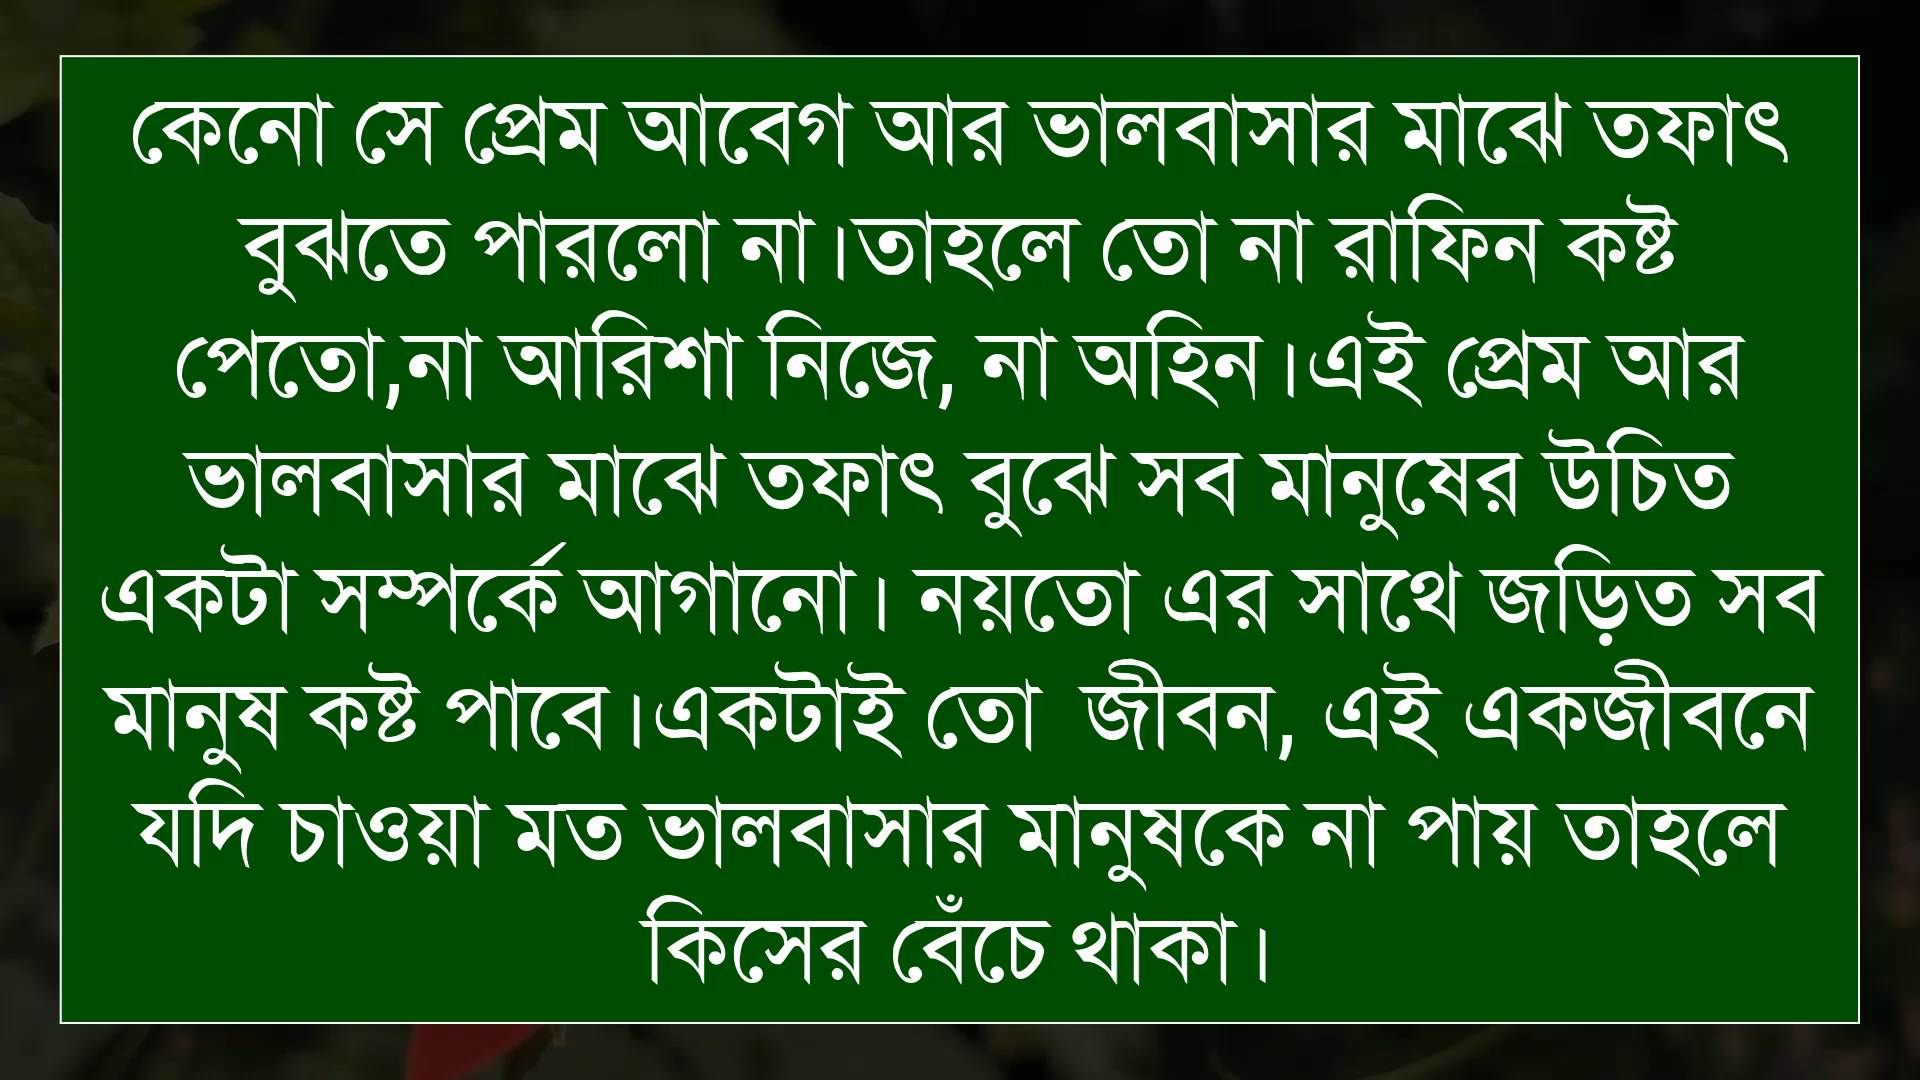 কেনো সে প্রেম আবেগ আর ভালবাসার মাঝে তফাৎ
বুঝতে পারলো না।তাহলে তো না রাফিন কষ্ট
পেতো,না আরিশা নিজে, না অহিন।এই প্রেম আর
ভালবাসার মাঝে তফাৎ বুঝে সব মানুষের উচিত
একটা সম্পর্কে আগানো। নয়তো এর সাথে জড়িত সব
মানুষ কষ্ট পাবে।একটাই তো  জীবন, এই একজীবনে
যদি চাওয়া মত ভালবাসার মানুষকে না পায় তাহলে
কিসের বেঁচে থাকা।